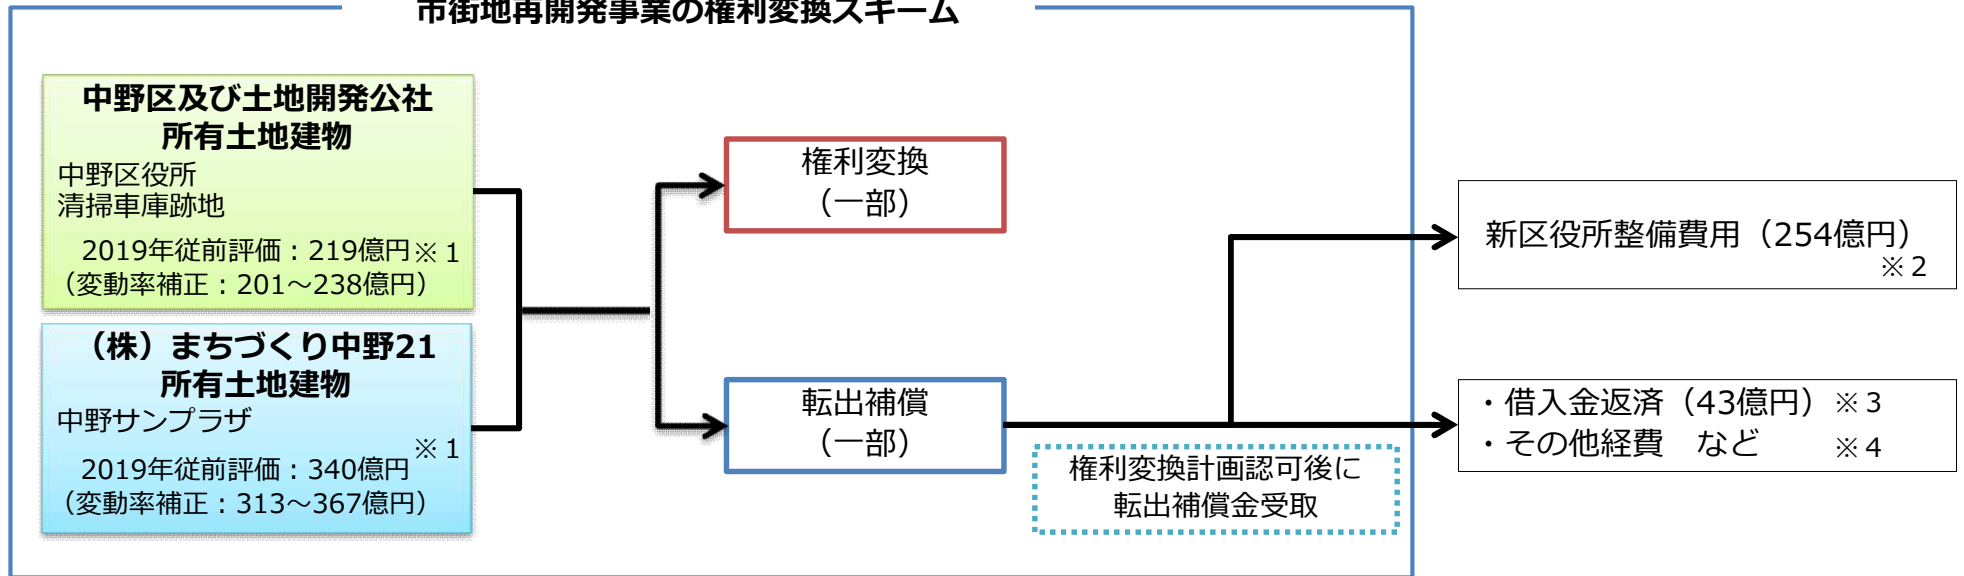 市街地再開発事業の権利変換スキーム
中野区及び土地開発公社
所有土地建物
中野区役所
清掃車庫跡地
2019年従前評価：219億円※１
（変動率補正：201～238億円）
（株）まちづくり中野21
所有土地建物
中野サンプラザ
※１
2019年従前評価：340億円
（変動率補正：313～367億円）
権利変換
（一部）
転出補償
（一部）
権利変換計画認可後に
転出補償金受取
新区役所整備費用（254億円）
※２
・借入金返済（43億円）※３
・その他経費　など　※４